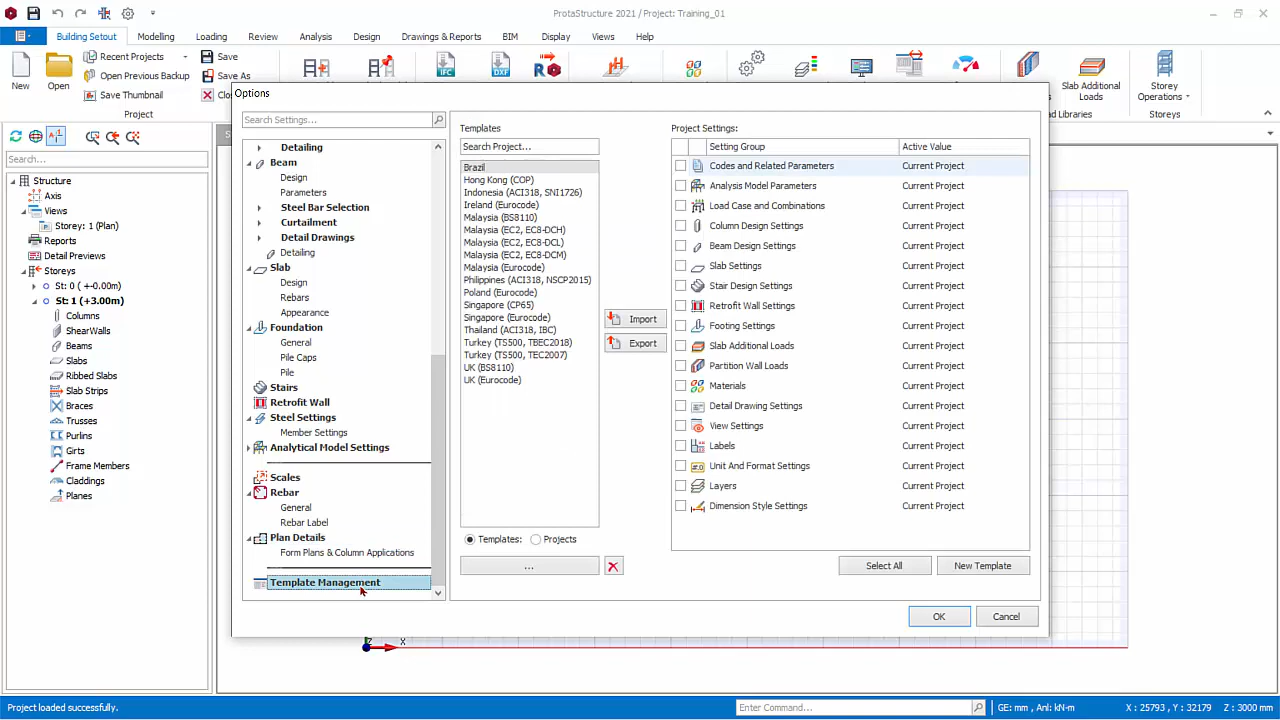 ProtaStructure 2021 / Project: Training_01
Building Setout
Modelling
Loading
Review
Analysis
Design
Drawings & Reports
BIM
Display
Views
Help
New
Open
Recent Projects
Open Previous Backup
Save Thumbnail
Save
Save As
Project
IFC
DXF
Slab Additional
Loads
Storey
Operations
Storeys
Search...
Structure
Axis
Views
Storey: 1 (Plan)
Reports
Detail Previews
Storeys
St: 0 ( +-0.00m)
St: 1 (+3.00m)
Columns
ShearWalls
Beams
Slabs
Ribbed Slabs
Slab Strips
Braces
Trusses
Purlins
Girts
Frame Members
Claddings
Planes
Options
Search Settings...
Detailing
Beam
Design
Parameters
Steel Bar Selection
Curtailment
Detail Drawings
Detailing
Slab
Design
Rebars
Appearance
Foundation
General
Pile Caps
Pile
Stairs
Retrofit Wall
Steel Settings
Member Settings
Analytical Model Settings
Scales
Rebar
General
Rebar Label
Plan Details
Form Plans & Column Applications
Template Management
Templates
Search Project...
Brazil
Hong Kong (COP)
Indonesia (ACI318, SNI1726)
Ireland (Eurocode)
Malaysia (BS8110)
Malaysia (EC2, EC8-DCH)
Malaysia (EC2, EC8-DCL)
Malaysia (EC2, EC8-DCM)
Malaysia (Eurocode)
Philippines (ACI318, NSCP2015)
Poland (Eurocode)
Singapore (CP65)
Singapore (Eurocode)
Thailand (ACI318, IBC)
Turkey (TS500, TBEC2018)
Turkey (TS500, TEC2007)
UK (BS8110)
UK (Eurocode)
Templates:
Projects
...
Import
Export
Project Settings:
Setting Group Active Value
Codes and Related Parameters Current Project
Analysis Model Parameters Current Project
Load Case and Combinations Current Project
Column Design Settings Current Project
Beam Design Settings Current Project
Slab Settings Current Project
Stair Design Settings Current Project
Retrofit Wall Settings Current Project
Footing Settings Current Project
Slab Additional Loads Current Project
Partition Wall Loads Current Project
Materials Current Project
Detail Drawing Settings Current Project
View Settings Current Project
Labels Current Project
Unit And Format Settings Current Project
Layers Current Project
Dimension Style Settings Current Project
Select All
New Template
OK
Cancel
X
Project loaded successfully.
Enter Command...
GE: mm , Anl: kN-m
X : 25793 , Y : 32179
Z : 3000 mm